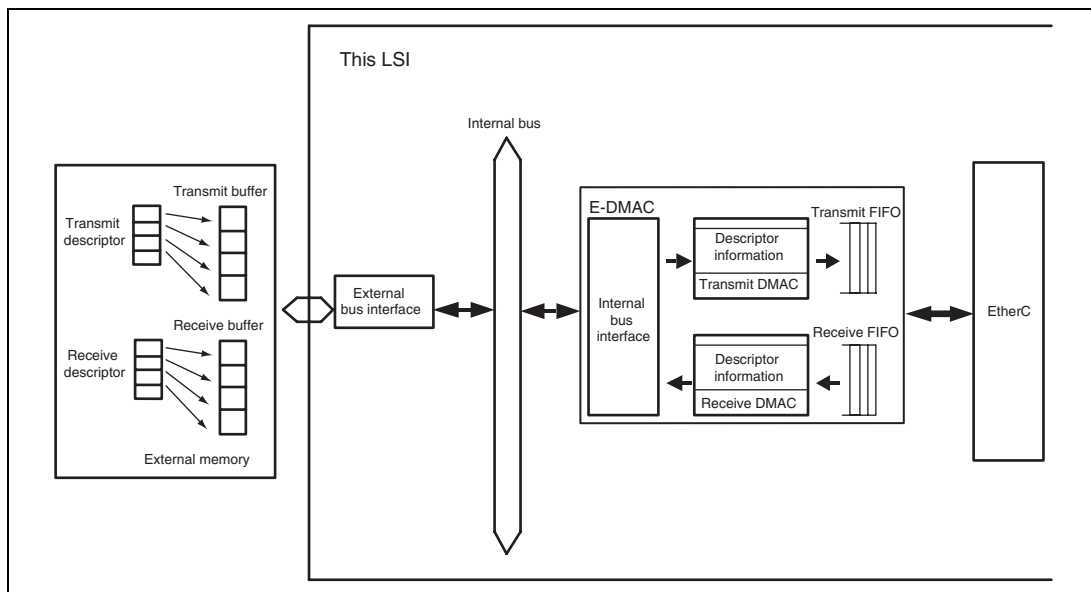 This LSI
Internal bus
Transmit buffer
Transmit
descriptor
Receive buffer
Receive
descriptor
External memory
External
bus interface
E-DMAC
Internal
bus
interface
Descriptor
information
Transmit DMAC
Transmit FIFO
Descriptor
information
Receive DMAC
Receive FIFO
EtherC